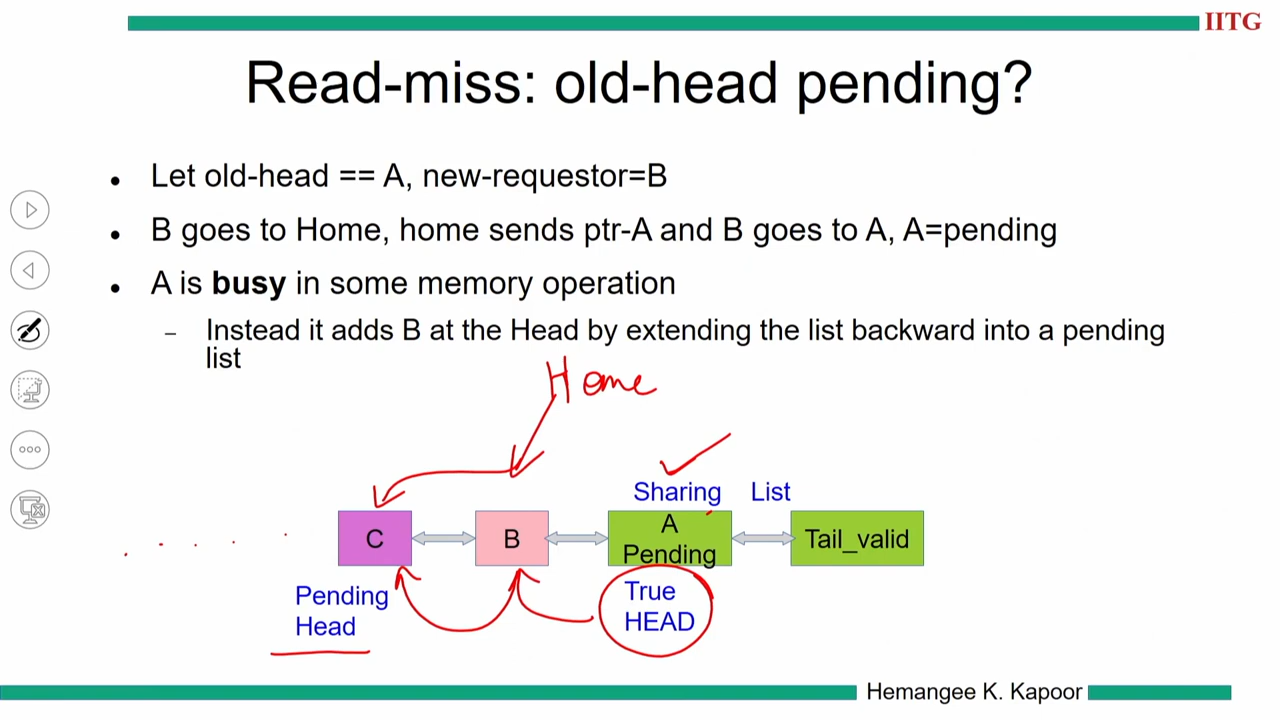 IITG
Read-miss: old-head pending?
Let old-head == A, new-requestor=B
B goes to Home, home sends ptr-A and B goes to A, A=pending
A is busy in some memory operation
– Instead it adds B at the Head by extending the list backward into a pending
list
Home
Sharing List
C
B
A
Pending
Tail_valid
Pending
Head
True
HEAD
Hemangee K. Kapoor